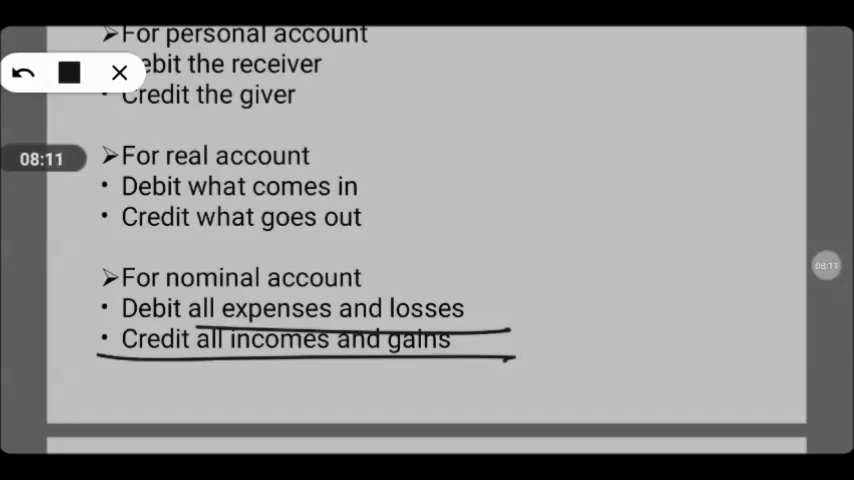 ➢For personal account
ebit the receiver
• Credit the giver
08:11
➢For real account
• Debit what comes in
• Credit what goes out
08:11
➢For nominal account
• Debit all expenses and losses
• Credit all incomes and gains